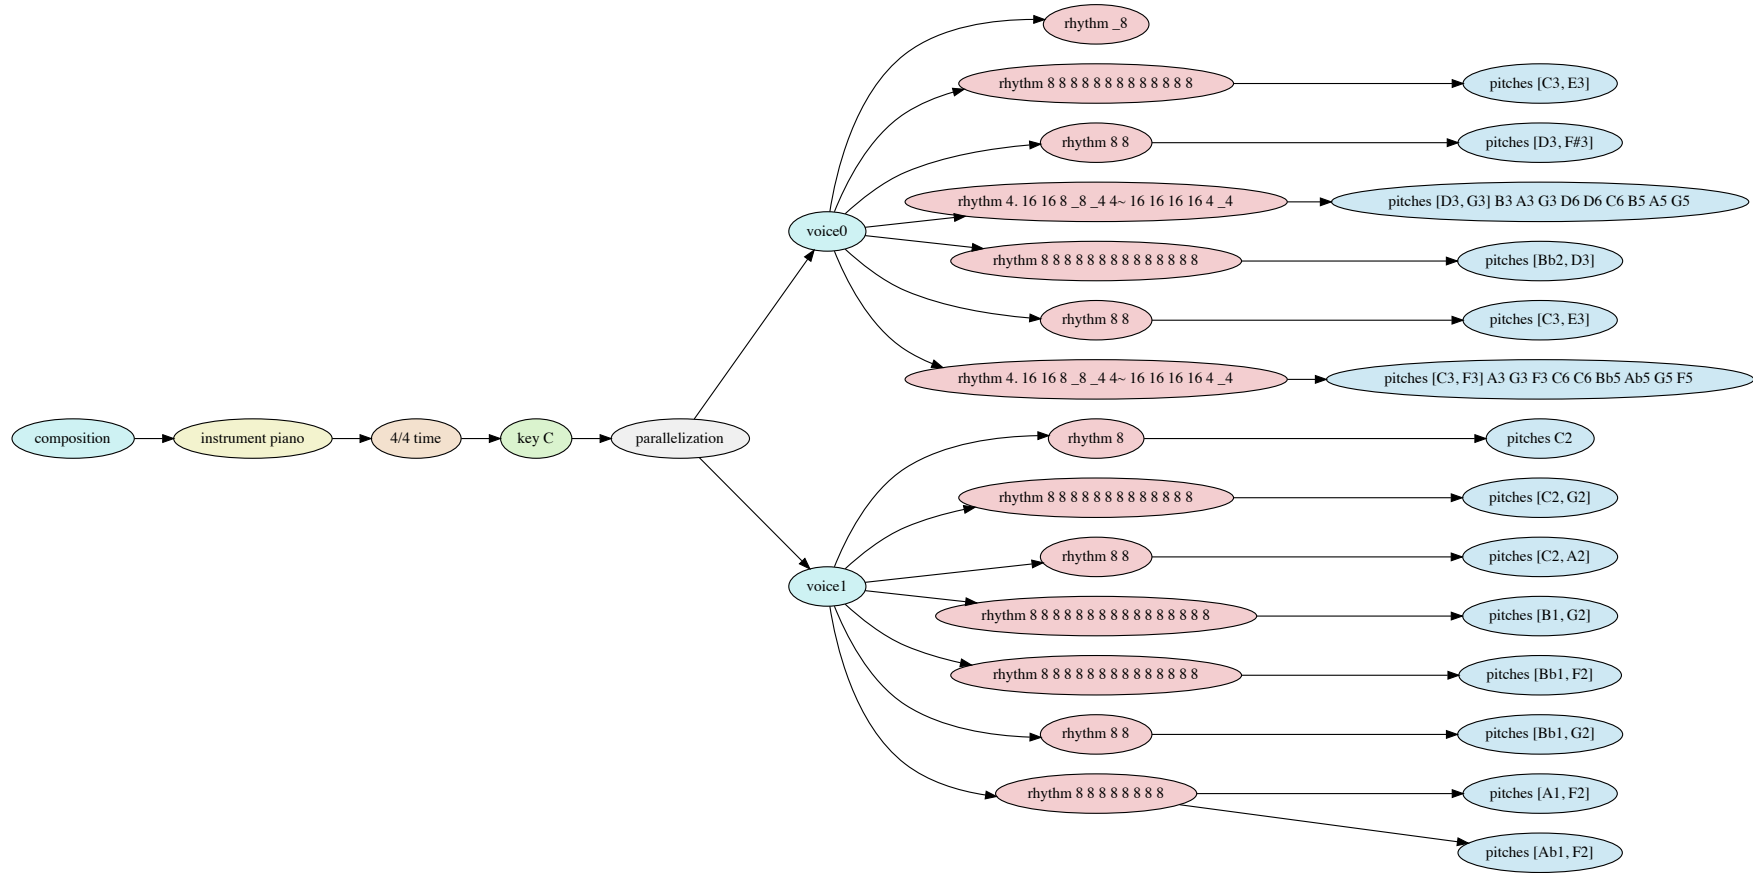 rhythm _8
rhythm 8 8 8 8 8 8 8 8 8 8 8 8 8
pitches [C3, E3]
rhythm 8 8
pitches [D3, F#3]
rhythm 4. 16 16 8 _8 _4 4~ 16 16 16 16 4 _4
pitches [D3, G3] B3 A3 G3 D6 D6 C6 B5 A5 G5
voice0
rhythm 8 8 8 8 8 8 8 8 8 8 8 8 8 8
pitches [Bb2, D3]
rhythm 8 8
pitches [C3, E3]
rhythm 4. 16 16 8 _8 _4 4~ 16 16 16 16 4 _4
pitches [C3, F3] A3 G3 F3 C6 C6 Bb5 Ab5 G5 F5
composition
instrument piano
4/4 time
key C
parallelization
rhythm 8
pitches C2
rhythm 8 8 8 8 8 8 8 8 8 8 8 8 8
pitches [C2, G2]
rhythm 8 8
pitches [C2, A2]
voice1
rhythm 8 8 8 8 8 8 8 8 8 8 8 8 8 8 8 8
pitches [B1, G2]
rhythm 8 8 8 8 8 8 8 8 8 8 8 8 8 8
pitches [Bb1, F2]
rhythm 8 8
pitches [Bb1, G2]
rhythm 8 8 8 8 8 8 8 8
pitches [A1, F2]
pitches [Ab1, F2]